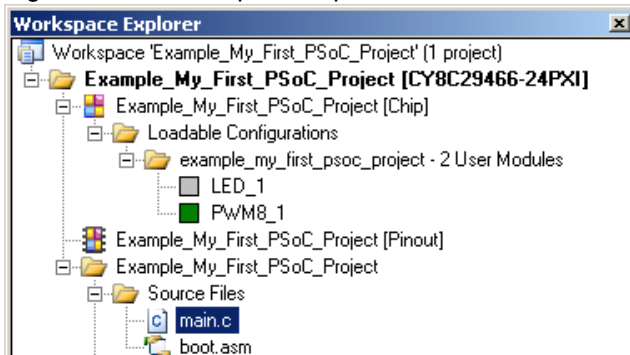 Workspace Explorer
Workspace 'Example_My_First_PSoC_Project' (1 project)
Example_My_First_PSoC_Project [CY8C29466-24PXI]
Example_My_First_PSoC_Project [Chip]
Loadable Configurations
example_my_first_psoc_project - 2 User Modules
LED_1
PWM8_1
Example_My_First_PSoC_Project [Pinout]
Example_My_First_PSoC_Project
Source Files
main.c
boot.asm